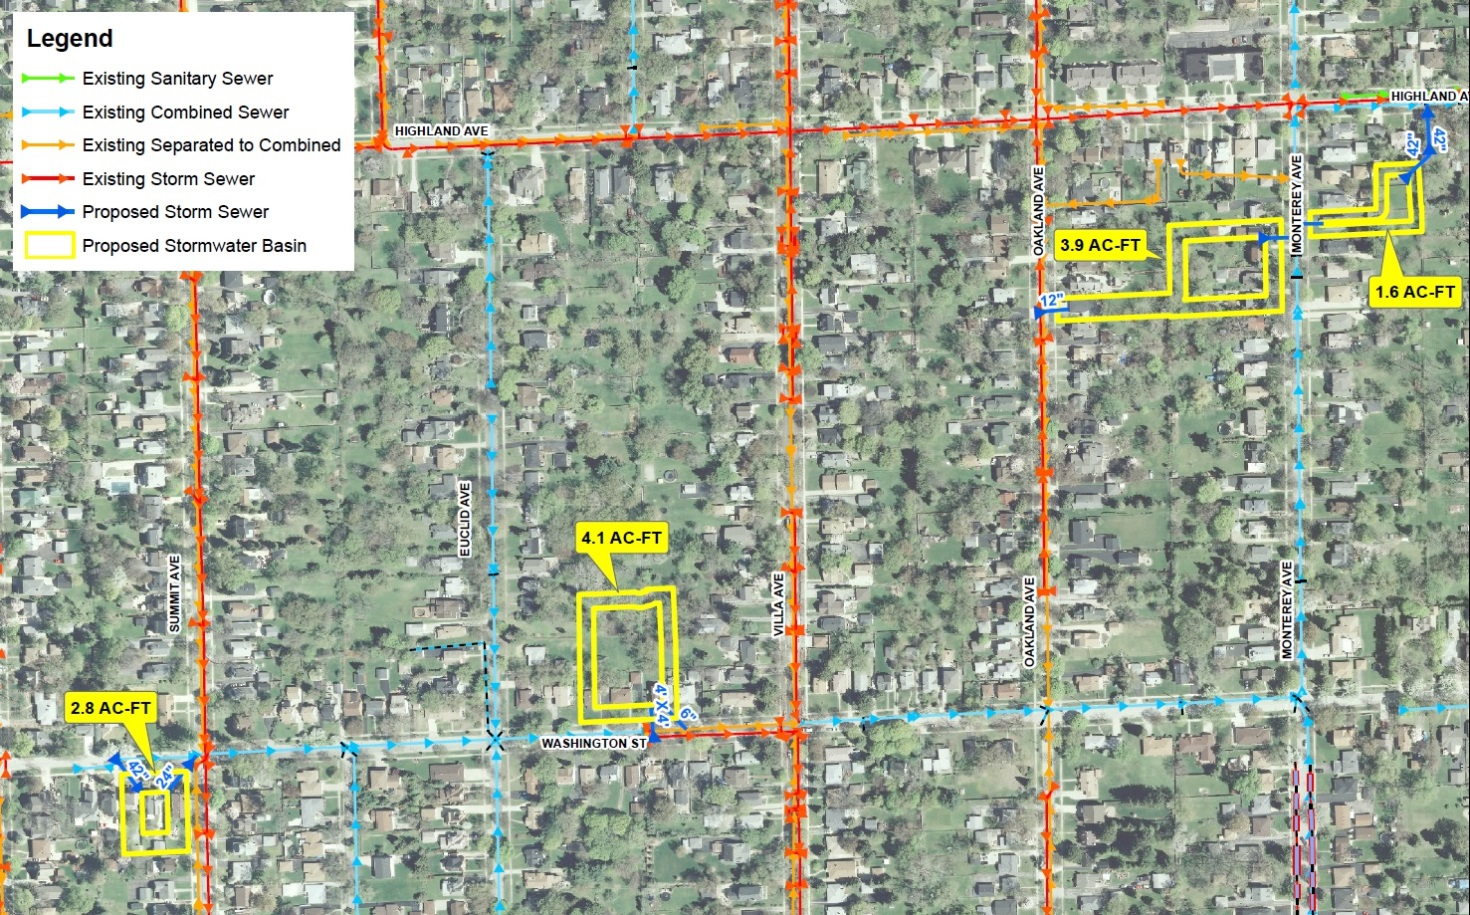 Legend
Existing Sanitary Sewer
Existing Combined Sewer
Existing Separated to Combined
Existing Storm Sewer
Proposed Storm Sewer
Proposed Stormwater Basin
HIGHLAND AVE
HIGHLAND A
42"
42"
OAKLAND AVE
MONTEREY AVE
3.9 AC-FT
1.6 AC-FT
12"
EUCLID AVE
SUMMIT AVE
4.1 AC-FT
VILLA AVE
OAKLAND AVE
MONTEREY AVE
4' X 4'
6"
WASHINGTON ST
2.8 AC-FT
42"
24"